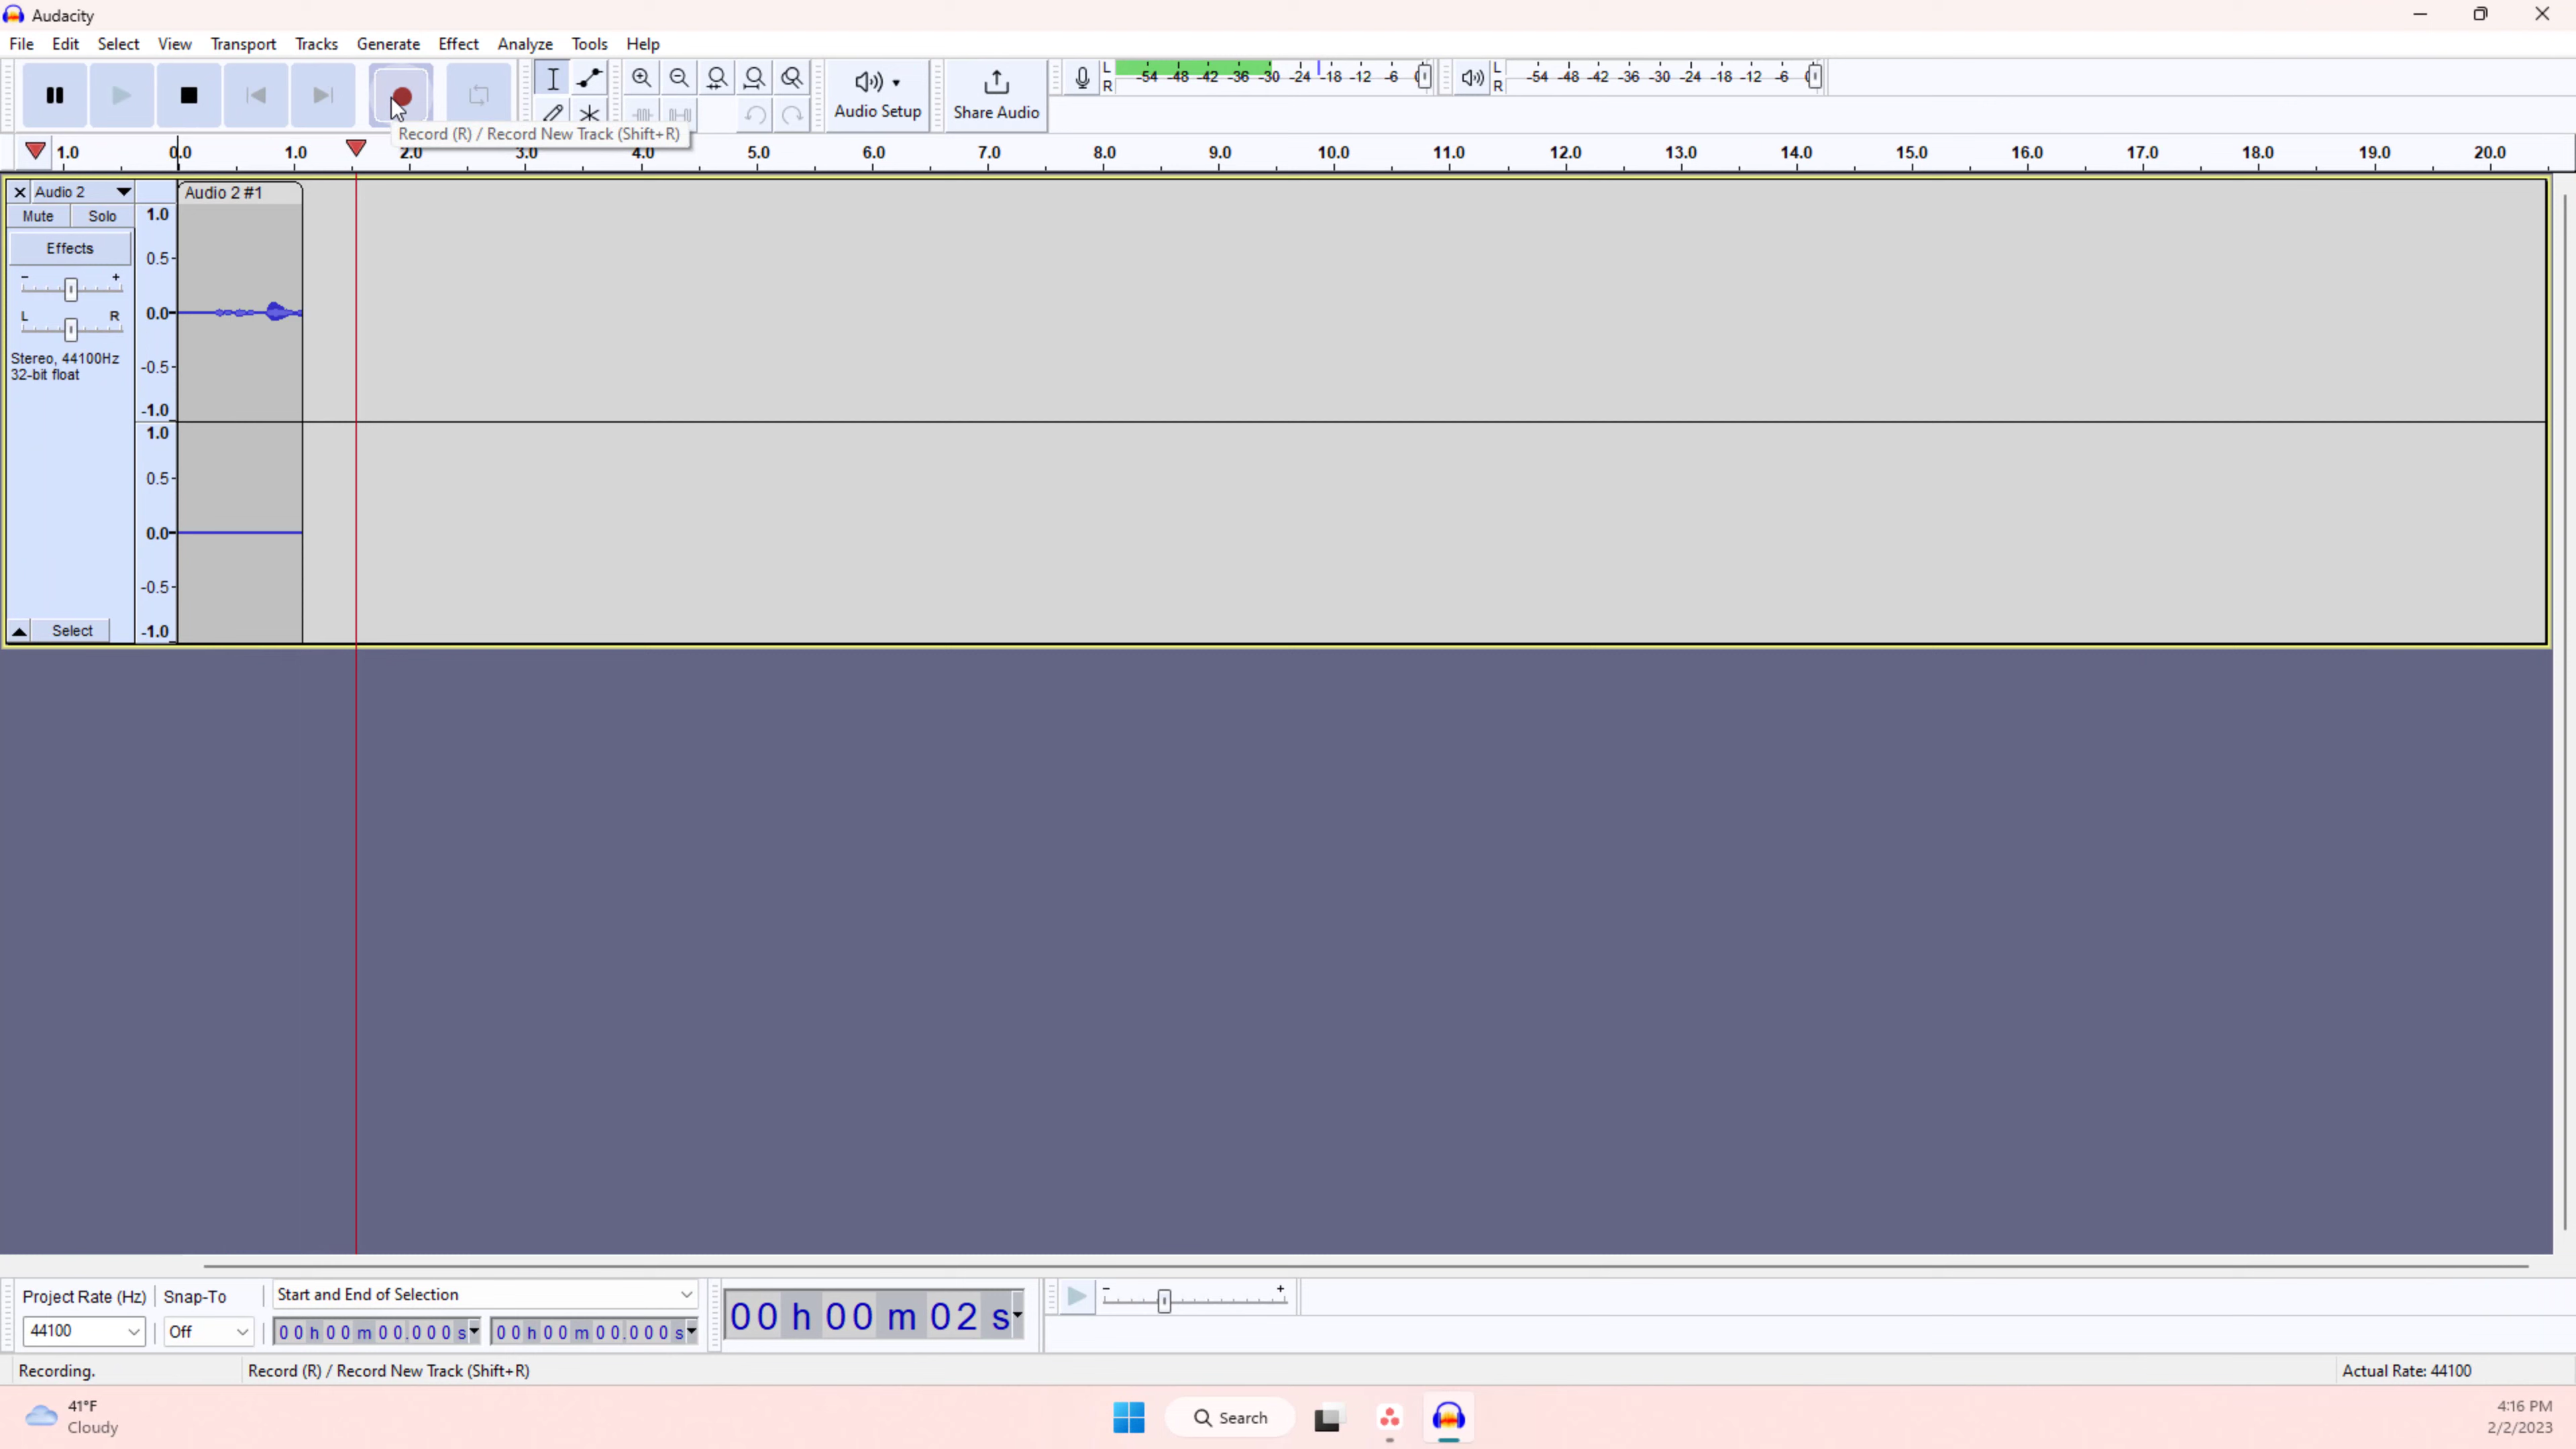 Audacity
File Edit Select View Transport Tracks Generate Effect Analyze Tools Help
L -54 -48 -42 -36 -30 -24 -18 -12 -6
R
L -54 -48 -42 -36 -30 -24 -18 -12 -6
R
Audio Setup
Share Audio
Record (R) / Record New Track (Shift+R)
1.0 0.0 1.0 2.0 3.0 4.0 5.0 6.0 7.0 8.0 9.0 10.0 11.0 12.0 13.0 14.0 15.0 16.0 17.0 18.0 19.0 20.0
Audio 2
Audio 2 #1
Mute Solo
1.0
Effects
0.5
- +
L R
0.0
Stereo, 44100Hz
32-bit float
-0.5
-1.0
1.0
0.5
0.0
-0.5
Select
-1.0
Project Rate (Hz) Snap-To Start and End of Selection
44100 Off 00 h 00 m 00.000 s 00 h 00 m 00.000 s
00 h 00 m 02 s
- +
Recording. Record (R) / Record New Track (Shift+R) Actual Rate: 44100
41°F
Cloudy
Search
4:16 PM
2/2/2023